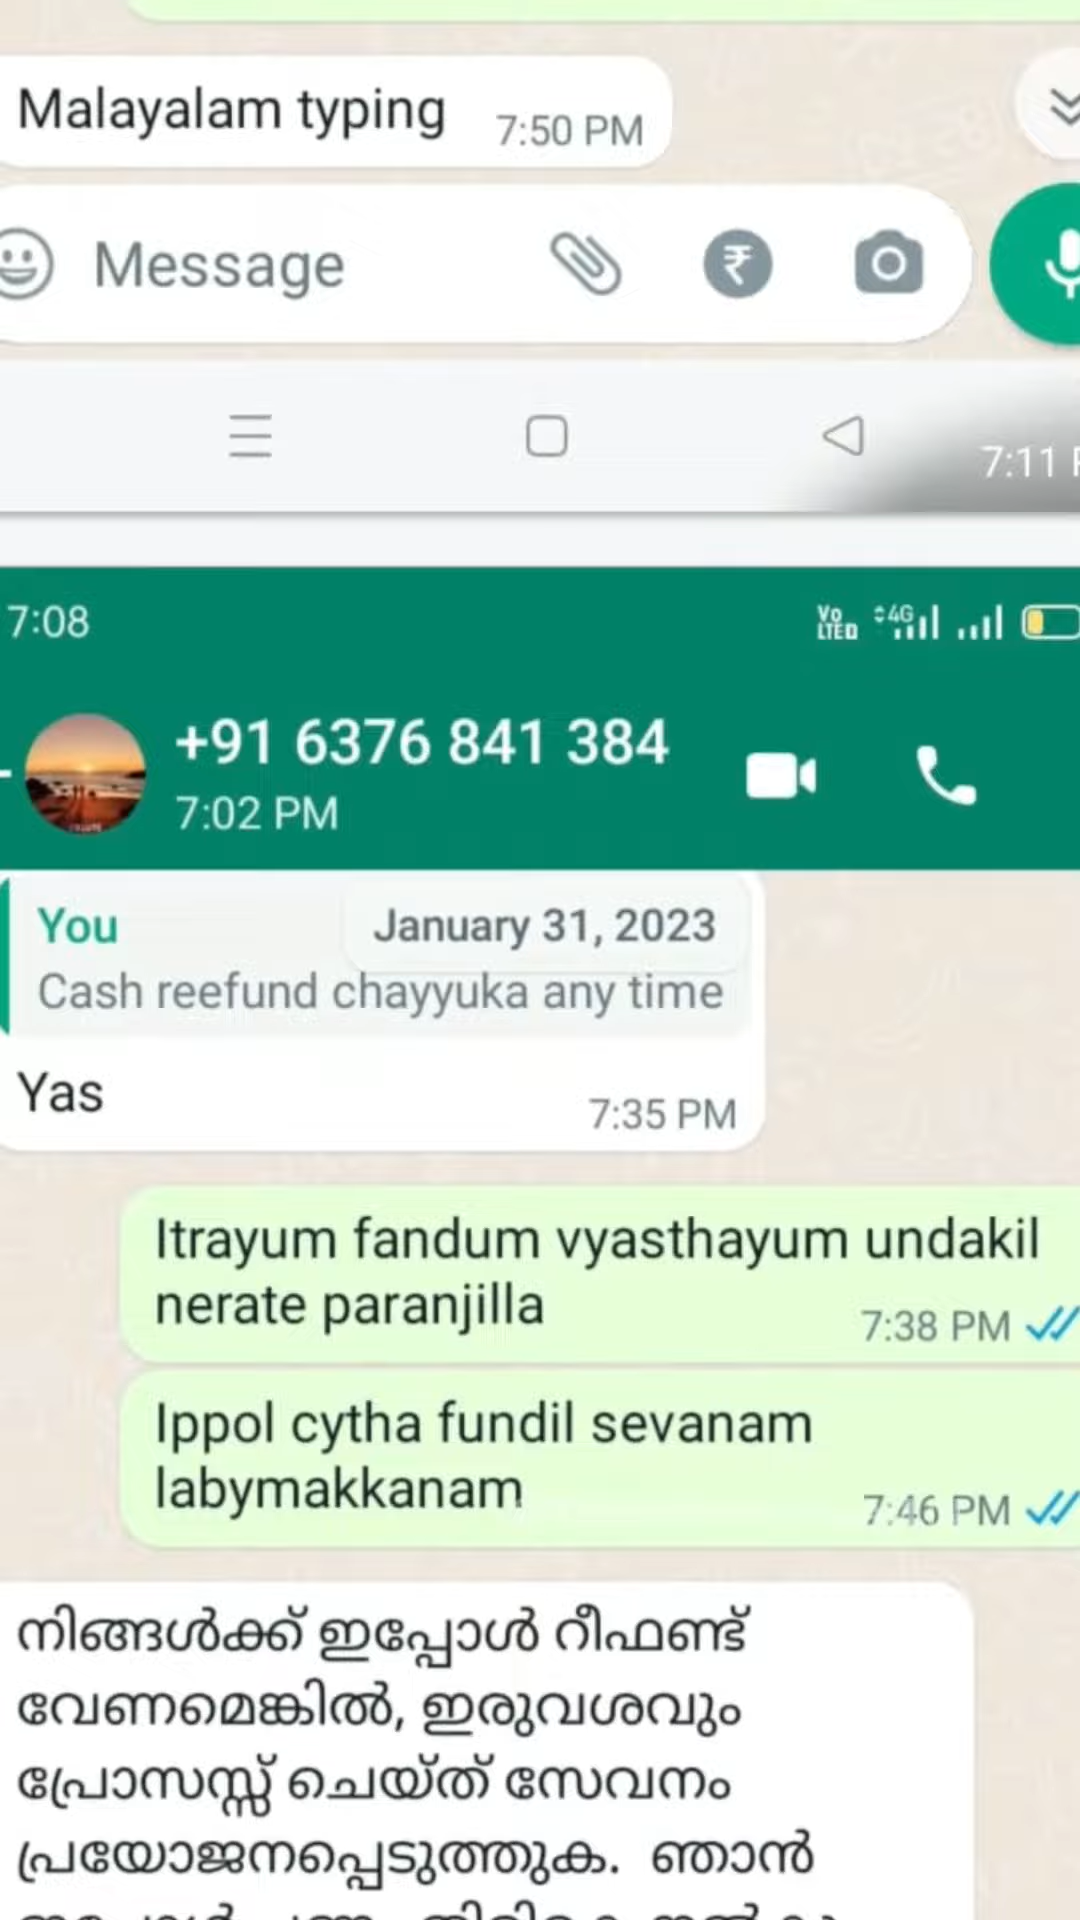 Malayalam typing 7:50 PM
Message
7:11
7:08 Vo LTED 4G
+91 6376 841 384
7:02 PM
You January 31, 2023
Cash reefund chayyuka any time
Yas 7:35 PM
Itrayum fandum vyasthayum undakil
nerate paranjilla 7:38 PM
Ippol cytha fundil sevanam
labymakkanam 7:46 PM
നിങ്ങൾക്ക് ഇപ്പോൾ റീഫണ്ട്
വേണമെങ്കിൽ, ഇരുവശവും
പ്രോസസ്സ് ചെയ്ത് സേവനം
പ്രയോജനപ്പെടുത്തുക. ഞാൻ